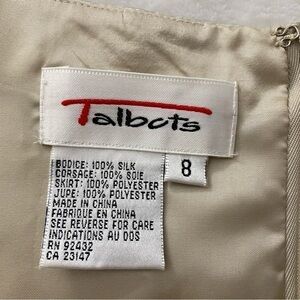 Talbots
8
BODICE: 100% SILK
CORSAGE: 100% SOIE
SKIRT: 100% POLYESTER
JUPE: 100% POLYESTER
MADE IN CHINA
FABRIQUE EN CHINA
SEE REVERSE FOR CARE
INDICATIONS AU DOS
RN 92432
CA 23147